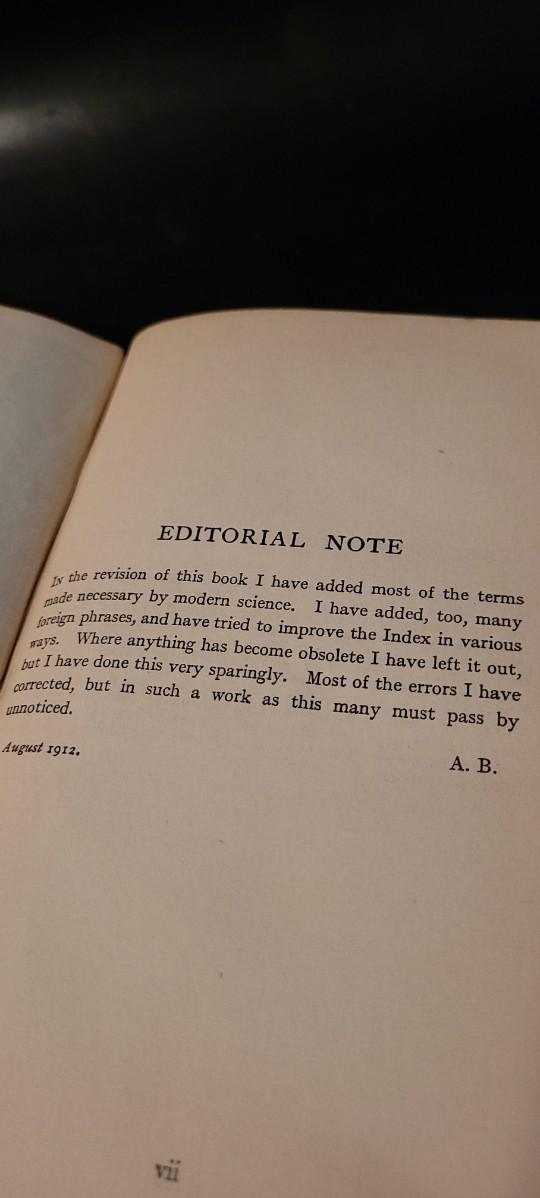 EDITORIAL NOTE
In the revision of this book I have added most of the terms
made necessary by modern science. I have added, too, many
foreign phrases, and have tried to improve the Index in various
ways. Where anything has become obsolete I have left it out,
but I have done this very sparingly. Most of the errors I have
corrected, but in such a work as this many must pass by
unnoticed.
A. B.
August 1912.
vii